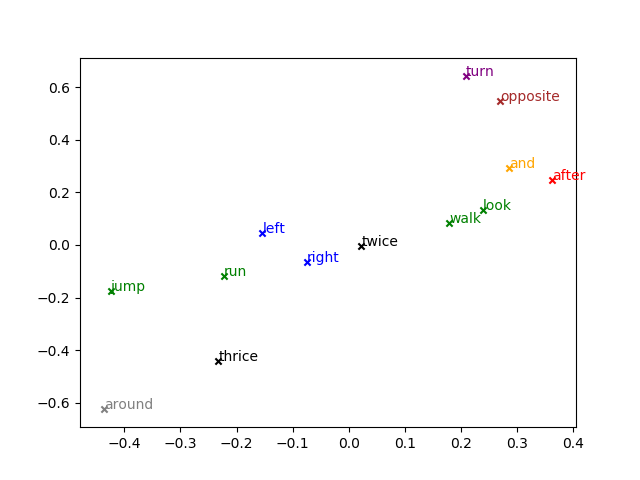 turn
opposite
and
after
look
walk
left
twice
right
run
jump
thrice
around
0.6
0.4
0.2
0.0
−0.2
−0.4
−0.6
−0.4 −0.3 −0.2 −0.1 0.0 0.1 0.2 0.3 0.4